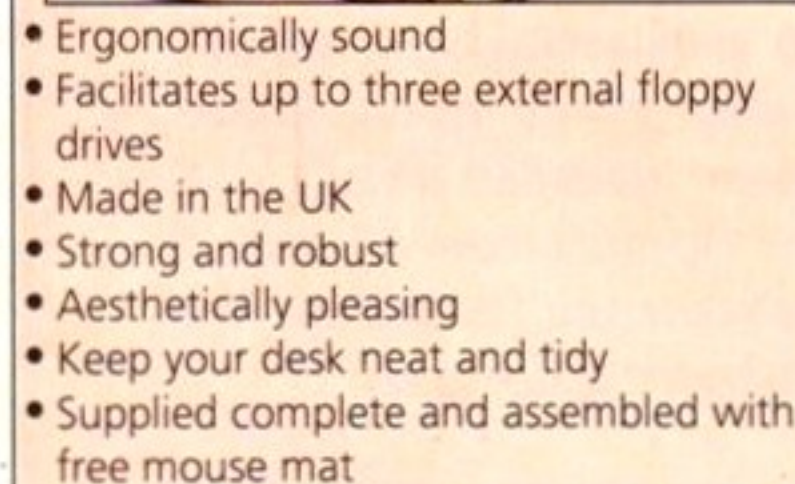 • Ergonomically sound
• Facilitates up to three external floppy
drives
• Made in the UK
• Strong and robust
• Aesthetically pleasing
• Keep your desk neat and tidy
• Supplied complete and assembled with
free mouse mat